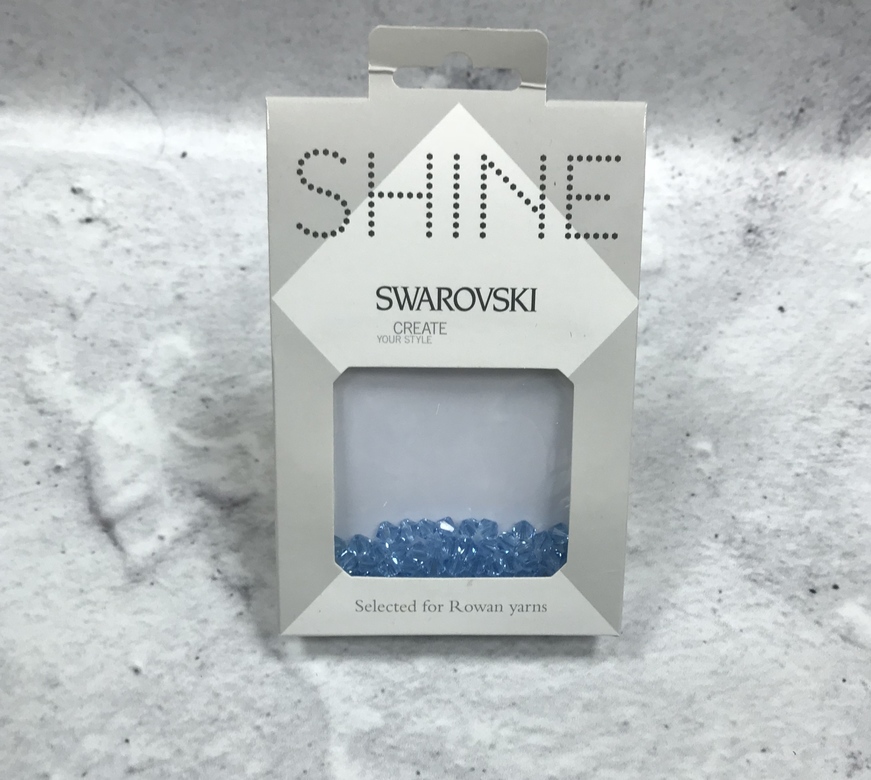 SHINE
SWAROVSKI
CREATE
YOUR STYLE
Selected for Rowan yarns